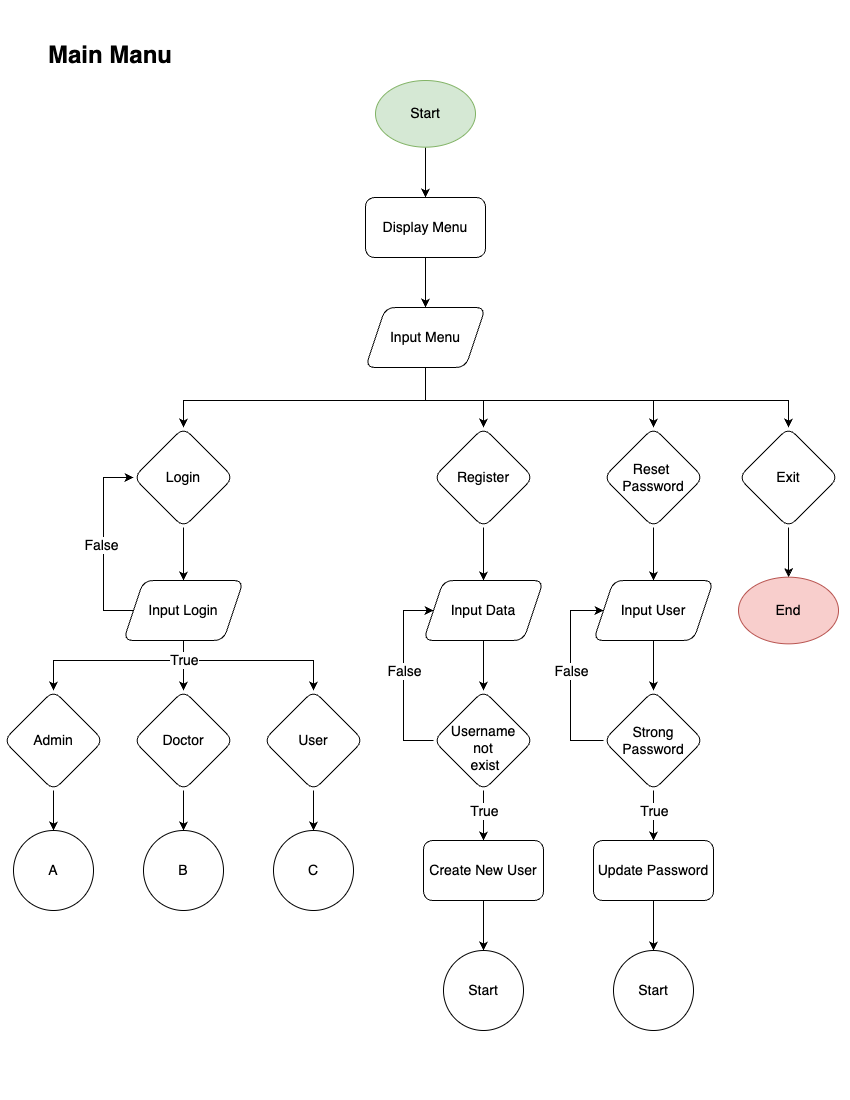 Main Manu
Start
Display Menu
Input Menu
Login
Register
Reset
Password
Exit
False
Input Login
Input Data
Input User
End
True
False
False
Admin
Doctor
User
Username
not
exist
Strong
Password
True
True
A
B
C
Create New User
Update Password
Start
Start